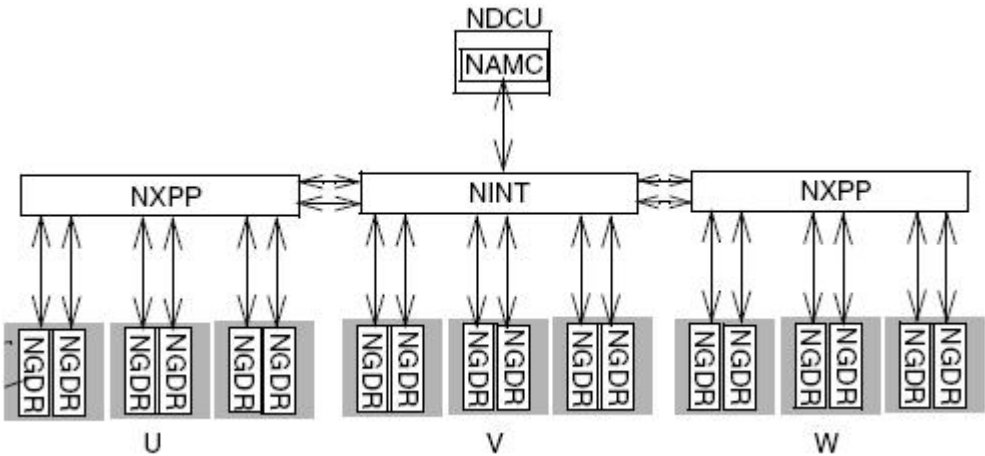 NDCU
NAMC
NXPP NINT NXPP
NGDR NGDR NGDR NGDR NGDR NGDR NGDR NGDR NGDR NGDR NGDR NGDR NGDR NGDR NGDR NGDR NGDR NGDR
U V W